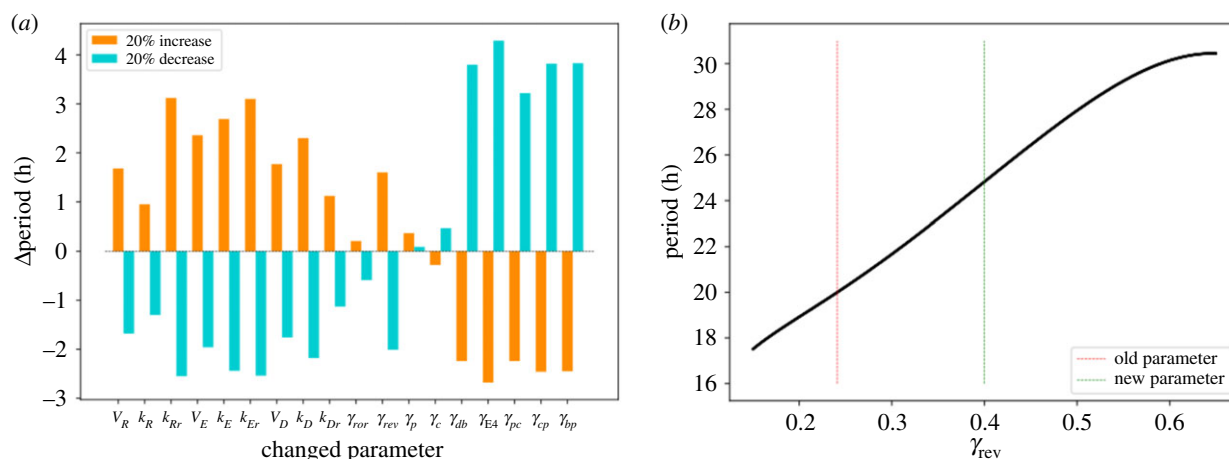 (a)
20% increase
20% decrease
4
3
2
1
0
−1
−2
−3
Δperiod (h)
V_R k_R k_Rr V_E k_E k_Er V_D k_D k_Dr γ_ror γ_rev γ_p γ_c γ_db γ_E4 γ_pc γ_cp γ_bp
changed parameter
(b)
30
28
26
24
22
20
18
16
period (h)
old parameter
new parameter
0.2 0.3 0.4 0.5 0.6
γ_rev